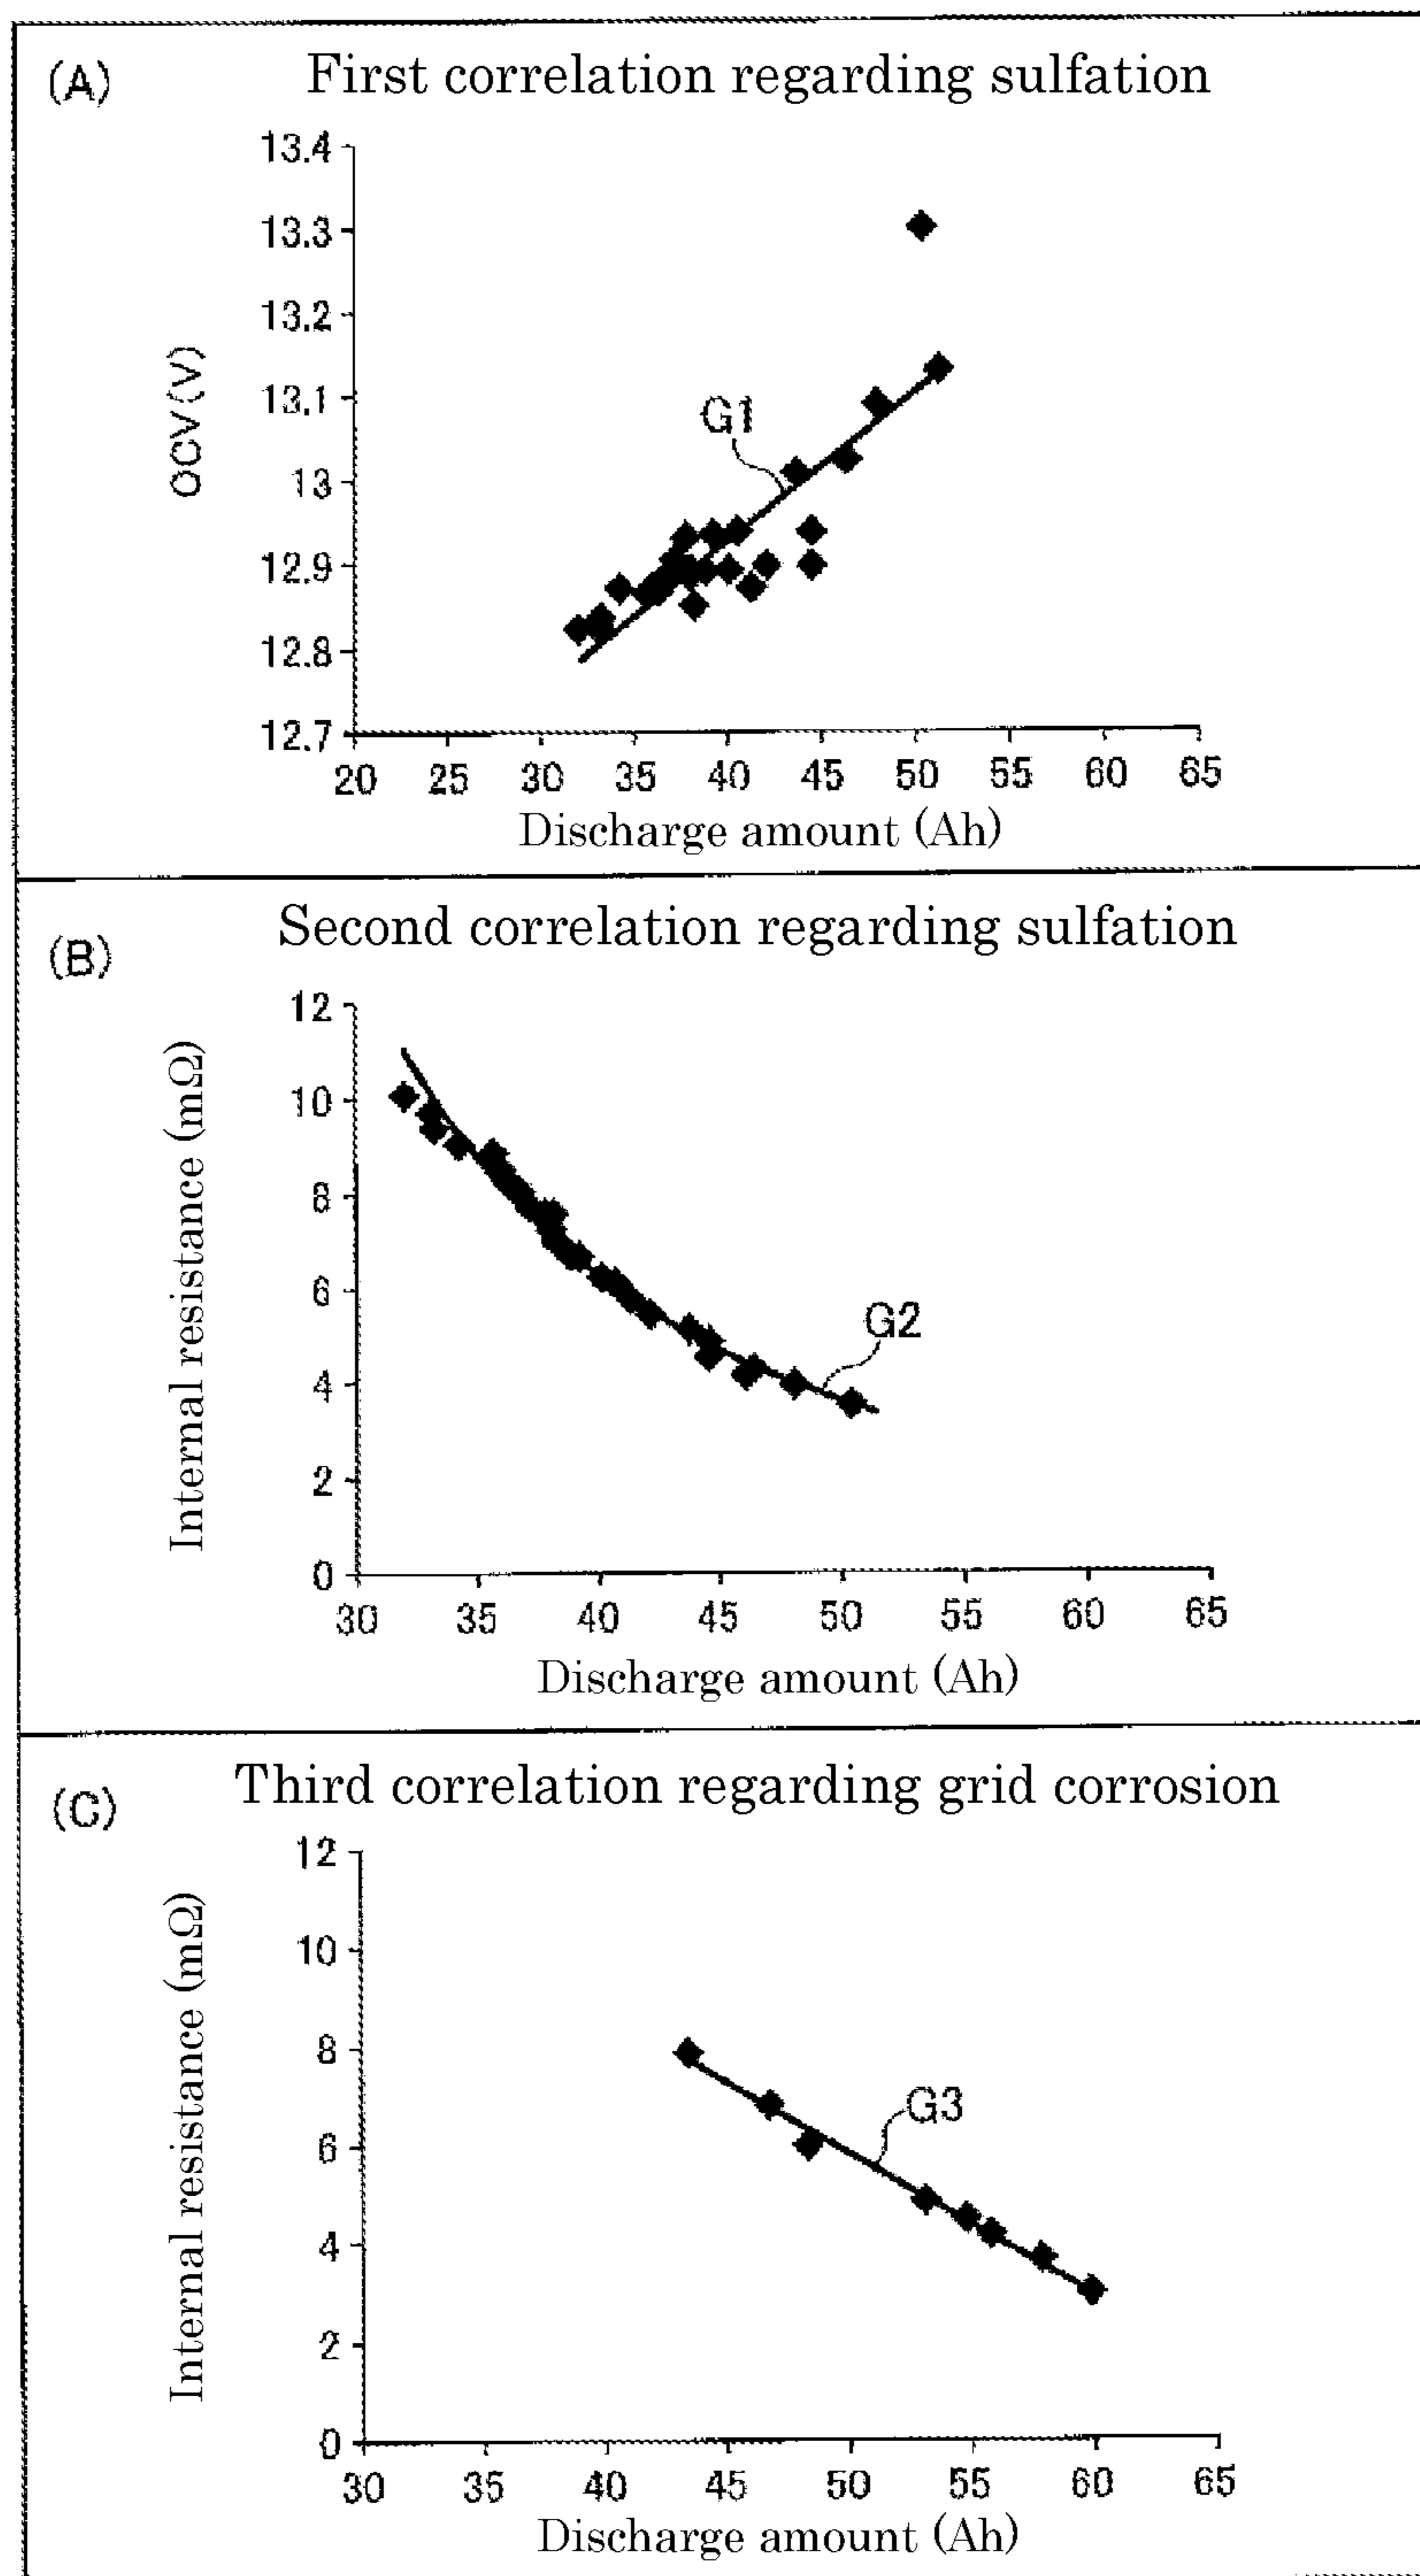 (A)
First correlation regarding sulfation
13.4
13.3
13.2
13.1
13
12.9
12.8
12.7
OCV(V)
G1
20 25 30 35 40 45 50 55 60 65
Discharge amount (Ah)
(B)
Second correlation regarding sulfation
12
10
8
6
4
2
0
Internal resistance (mΩ)
G2
30 35 40 45 50 55 60 65
Discharge amount (Ah)
(C)
Third correlation regarding grid corrosion
12
10
8
6
4
2
0
Internal resistance (mΩ)
G3
30 35 40 45 50 55 60 65
Discharge amount (Ah)